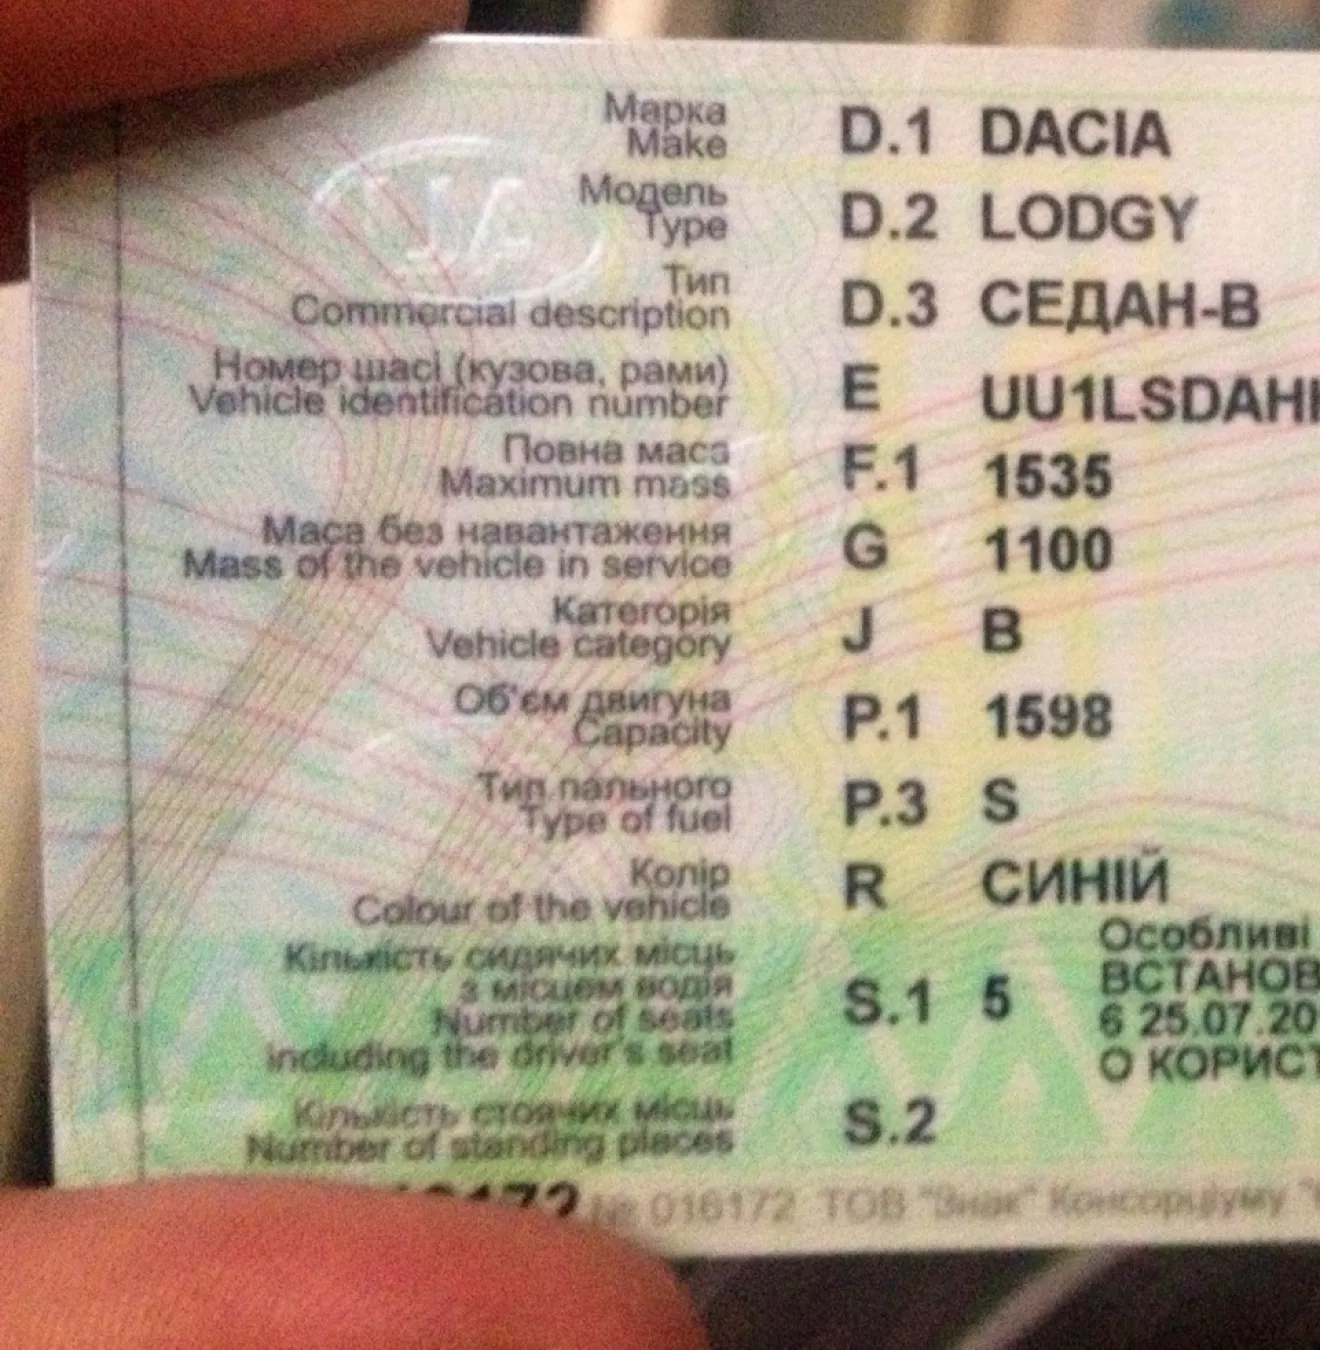 Марка
Make D.1 DACIA
Модель
Type D.2 LODGY
Тип
Commercial description D.3 СЕДАН-В
Номер шасі (кузова, рами)
Vehicle identification number E UU1LSDAH
Повна маса
Maximum mass F.1 1535
Маса без навантаження
Mass of the vehicle in service G 1100
Категорія
Vehicle category J B
Об'єм двигуна
Capacity P.1 1598
Тип пального
Type of fuel P.3 S
Колір
Colour of the vehicle R СИНІЙ
Кількість сидячих місць
з місцем водія
Number of seats
including the driver's seat S.1 5
Особливі
ВСТАНОВ
6 25.07.20
О КОРИСТ
Кількість стоячих місць
Number of standing places S.2
№ 016172 ТОВ "Знак" Консорціуму